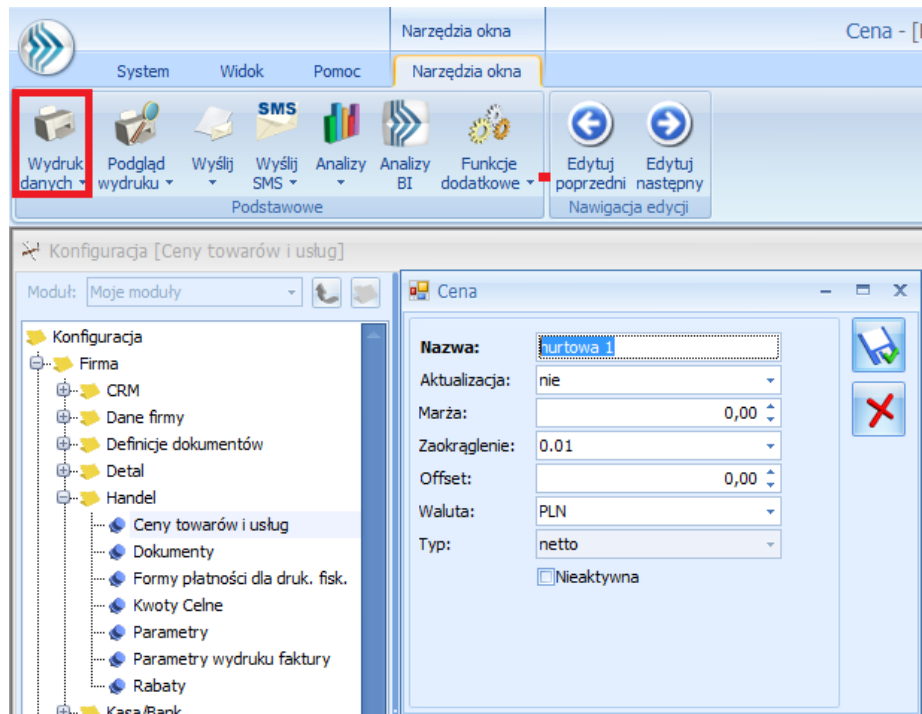 Narzędzia okna
Cena - [
System Widok Pomoc Narzędzia okna
SMS
Wydruk danych
Podgląd wydruku
Wyślij
Wyślij SMS
Analizy
Analizy BI
Funkcje dodatkowe
Edytuj poprzedni
Edytuj następny
Podstawowe
Nawigacja edycji
Konfiguracja [Ceny towarów i usług]
Moduł: Moje moduły
Konfiguracja
Firma
CRM
Dane firmy
Definicje dokumentów
Detal
Handel
Ceny towarów i usług
Dokumenty
Formy płatności dla druk. fisk.
Kwoty Celne
Parametry
Parametry wydruku faktury
Rabaty
Kasa/Bank
Cena
Nazwa: hurtowa 1
Aktualizacja: nie
Marża: 0,00
Zaokrąglenie: 0.01
Offset: 0,00
Waluta: PLN
Typ: netto
Nieaktywna